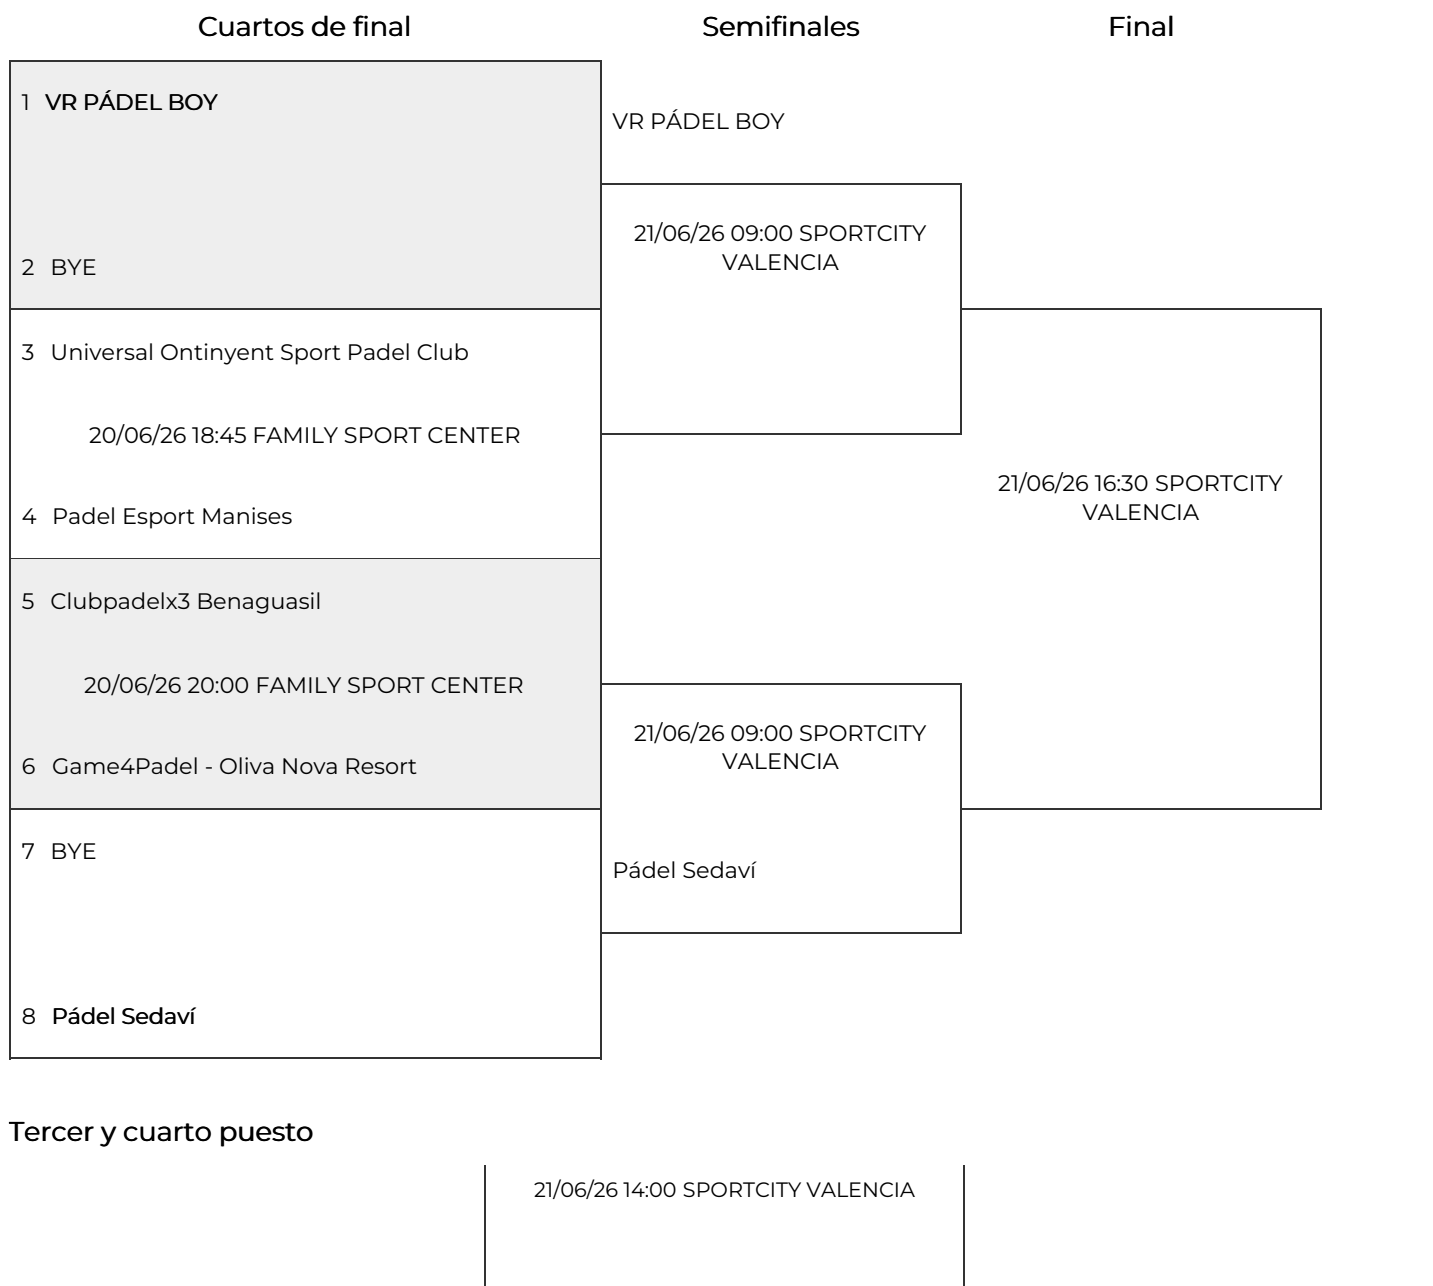 Cuartos de final
Semifinales
Final
1 VR PÁDEL BOY
2 BYE
3 Universal Ontinyent Sport Padel Club
20/06/26 18:45 FAMILY SPORT CENTER
4 Padel Esport Manises
5 Clubpadelx3 Benaguasil
20/06/26 20:00 FAMILY SPORT CENTER
6 Game4Padel - Oliva Nova Resort
7 BYE
8 Pádel Sedaví
VR PÁDEL BOY
21/06/26 09:00 SPORTCITY
VALENCIA
21/06/26 09:00 SPORTCITY
VALENCIA
Pádel Sedaví
21/06/26 16:30 SPORTCITY
VALENCIA
Tercer y cuarto puesto
21/06/26 14:00 SPORTCITY VALENCIA